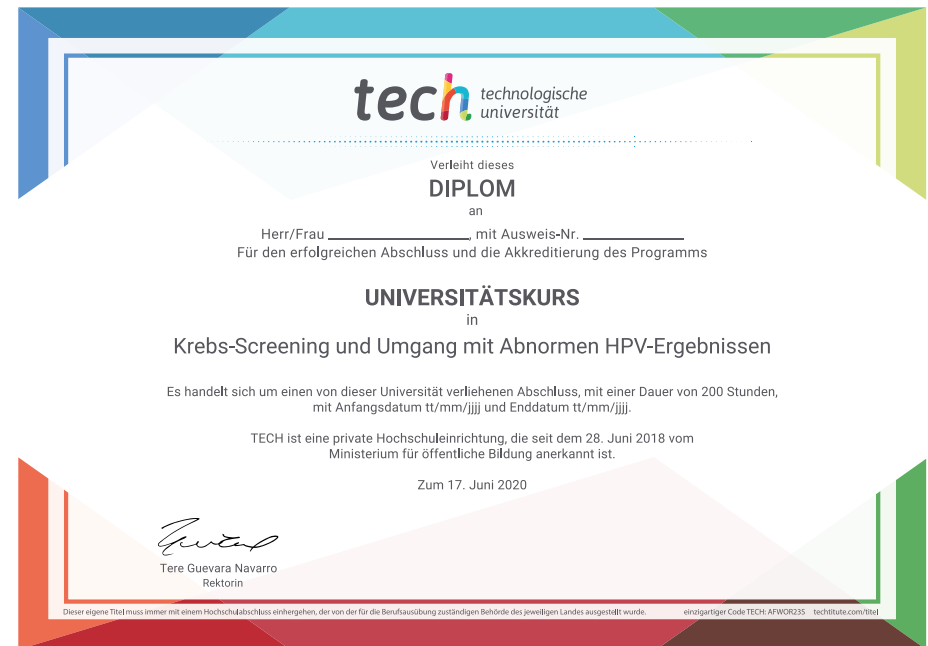 tech technologische
universität
Verleiht dieses
DIPLOM
an
Herr/Frau ____________, mit Ausweis-Nr. ____________
Für den erfolgreichen Abschluss und die Akkreditierung des Programms
UNIVERSITÄTSKURS
in
Krebs-Screening und Umgang mit Abnormen HPV-Ergebnissen
Es handelt sich um einen von dieser Universität verliehenen Abschluss, mit einer Dauer von 200 Stunden,
mit Anfangsdatum tt/mm/jjjj und Enddatum tt/mm/jjjj.
TECH ist eine private Hochschuleinrichtung, die seit dem 28. Juni 2018 vom
Ministerium für öffentliche Bildung anerkannt ist.
Zum 17. Juni 2020
Tere Guevara Navarro
Rektorin
Dieser eigene Titel muss immer mit einem Hochschulabschluss einhergehen, der von der für die Berufsausübung zuständigen Behörde des jeweiligen Landes ausgestellt wurde. einzigartiger Code TECH: AFWOR235 techtitute.com/titel